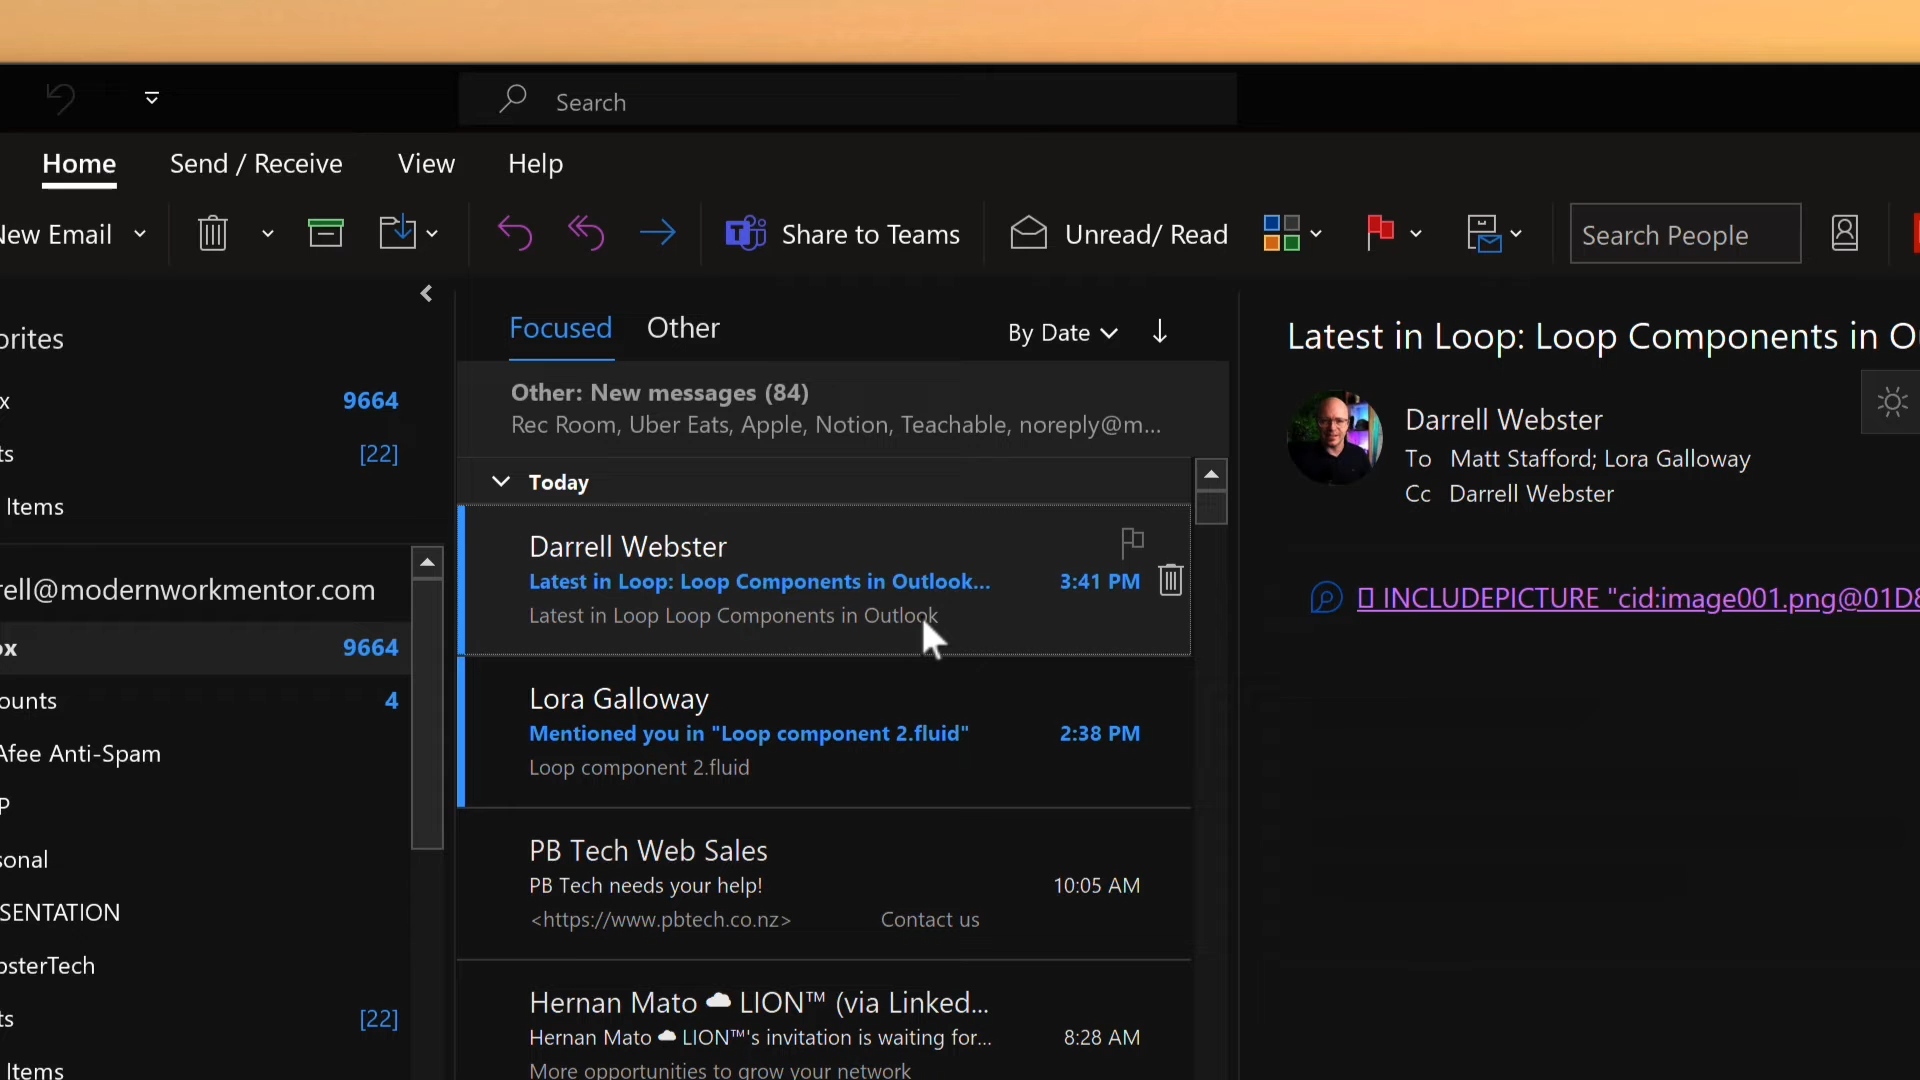 Search
Home
Send / Receive
View
Help
New Email
Share to Teams
Unread/ Read
Search People
orites
x 9664
ts [22]
Items
rell@modernworkmentor.com
ox 9664
ounts 4
Afee Anti-Spam
P
sonal
SENTATION
osterTech
ts [22]
Items
Focused
Other
By Date
Other: New messages (84)
Rec Room, Uber Eats, Apple, Notion, Teachable, noreply@m...
Today
Darrell Webster
Latest in Loop: Loop Components in Outlook... 3:41 PM
Latest in Loop Loop Components in Outlook
Lora Galloway
Mentioned you in "Loop component 2.fluid" 2:38 PM
Loop component 2.fluid
PB Tech Web Sales
PB Tech needs your help! 10:05 AM
<https://www.pbtech.co.nz> Contact us
Hernan Mato ☁ LION™ (via Linked...
Hernan Mato ☁ LION™'s invitation is waiting for... 8:28 AM
More opportunities to grow your network
Latest in Loop: Loop Components in O
Darrell Webster
To Matt Stafford; Lora Galloway
Cc Darrell Webster
INCLUDEPICTURE "cid:image001.png@01D8